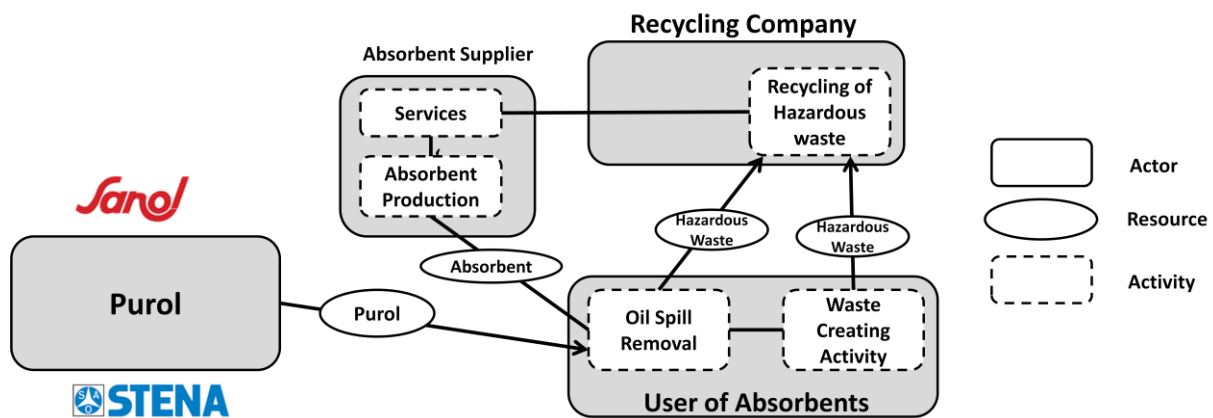 Recycling Company
Absorbent Supplier
Services
Recycling of
Hazardous
waste
Absorbent
Production
Actor
Sanol
Hazardous
Waste
Hazardous
Waste
Resource
Absorbent
Purol
Purol
Oil Spill
Removal
Waste
Creating
Activity
Activity
S A O
STENA
User of Absorbents